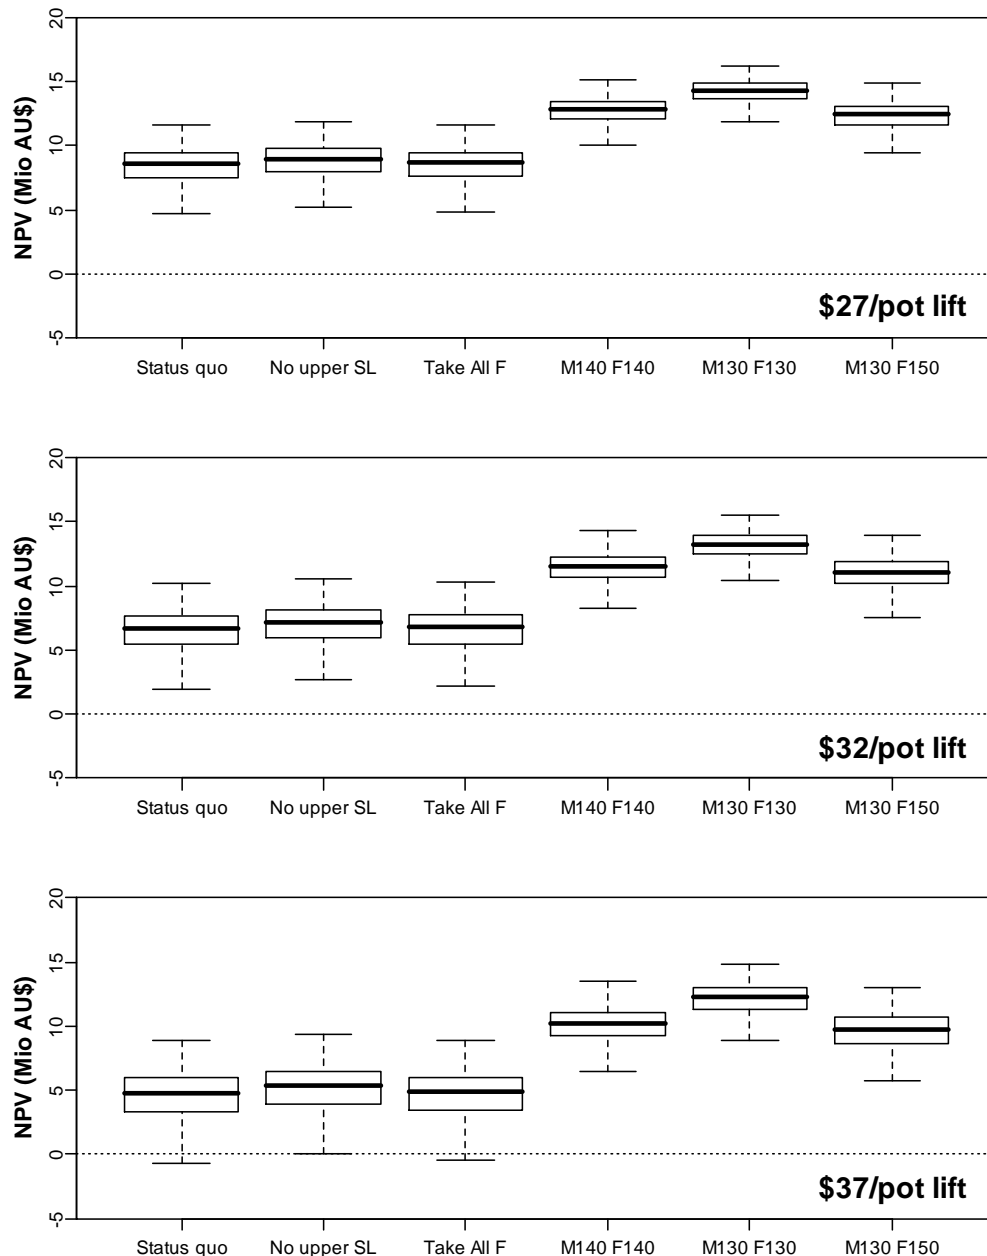 20
15
10
5
0
-5
NPV (Mio AU$)
$27/pot lift
Status quo No upper SL Take All F M140 F140 M130 F130 M130 F150
20
15
10
5
0
-5
NPV (Mio AU$)
$32/pot lift
Status quo No upper SL Take All F M140 F140 M130 F130 M130 F150
20
15
10
5
0
-5
NPV (Mio AU$)
$37/pot lift
Status quo No upper SL Take All F M140 F140 M130 F130 M130 F150